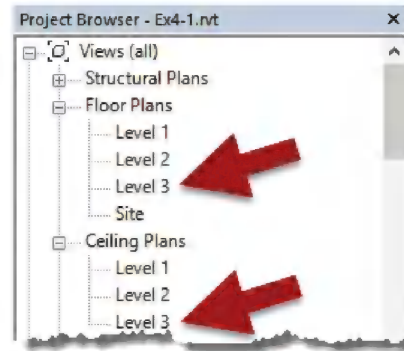 Project Browser - Ex4-1.rvt
Views (all)
Structural Plans
Floor Plans
Level 1
Level 2
Level 3
Site
Ceiling Plans
Level 1
Level 2
Level 3